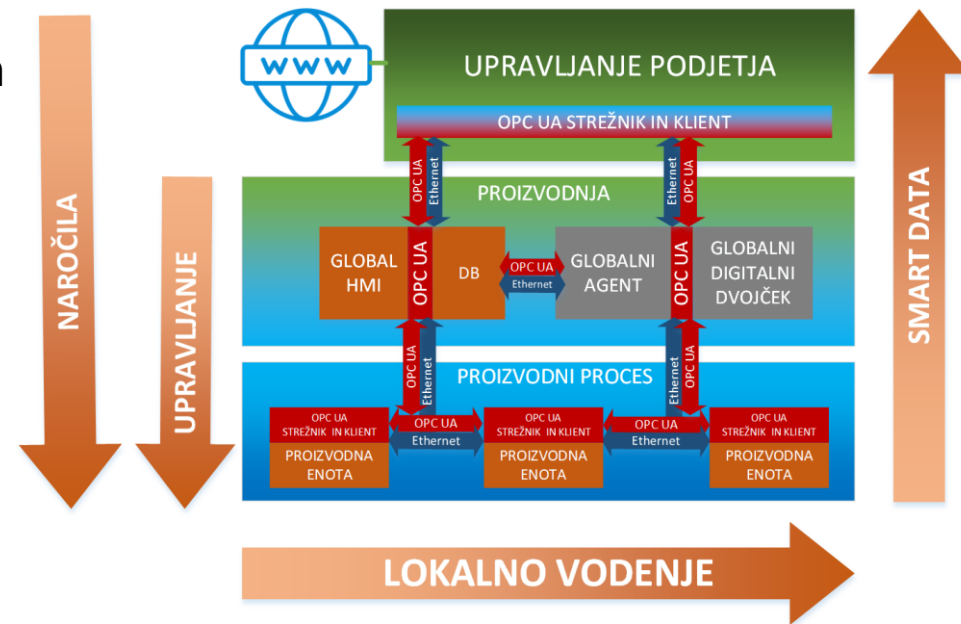 WWW
UPRAVLJANJE PODJETJA
OPC UA STREŽNIK IN KLIENT
OPC UA
Ethernet
Ethernet
OPC UA
PROIZVODNJA
GLOBAL
HMI
OPC UA
DB
OPC UA
Ethernet
GLOBALNI
AGENT
OPC UA
GLOBALNI
DIGITALNI
DVOJČEK
OPC UA
Ethernet
Ethernet
OPC UA
PROIZVODNI PROCES
OPC UA
STREŽNIK IN KLIENT
PROIZVODNA
ENOTA
OPC UA
Ethernet
OPC UA
STREŽNIK IN KLIENT
PROIZVODNA
ENOTA
OPC UA
Ethernet
OPC UA
STREŽNIK IN KLIENT
PROIZVODNA
ENOTA
NAROČILA
UPRAVLJANJE
SMART DATA
LOKALNO VODENJE